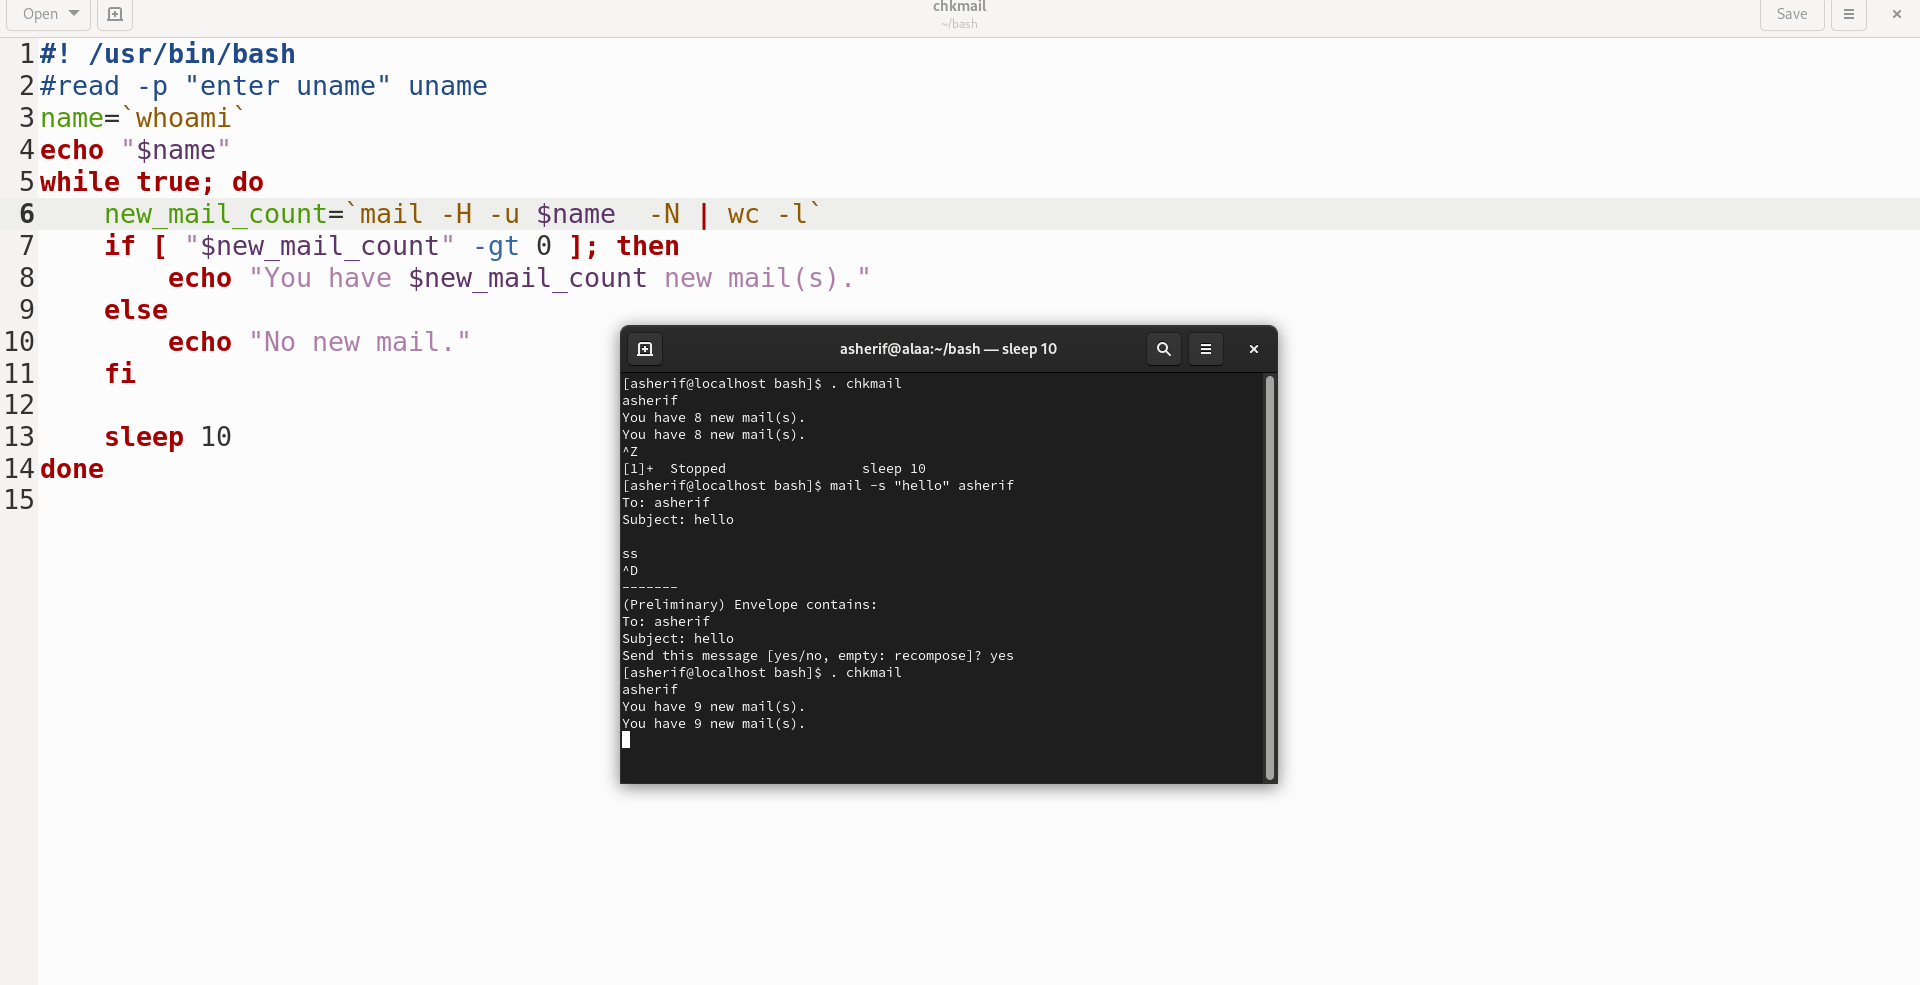 Open
chkmail
~/bash
Save
1 #! /usr/bin/bash
2 #read -p "enter uname" uname
3 name=`whoami`
4 echo "$name"
5 while true; do
6     new_mail_count=`mail -H -u $name  -N | wc -l`
7     if [ "$new_mail_count" -gt 0 ]; then
8         echo "You have $new_mail_count new mail(s)."
9     else
10         echo "No new mail."
11     fi
12
13     sleep 10
14 done
15
asherif@alaa:~/bash — sleep 10
[asherif@localhost bash]$ . chkmail
asherif
You have 8 new mail(s).
You have 8 new mail(s).
^Z
[1]+  Stopped                 sleep 10
[asherif@localhost bash]$ mail -s "hello" asherif
To: asherif
Subject: hello
ss
^D
-------
(Preliminary) Envelope contains:
To: asherif
Subject: hello
Send this message [yes/no, empty: recompose]? yes
[asherif@localhost bash]$ . chkmail
asherif
You have 9 new mail(s).
You have 9 new mail(s).